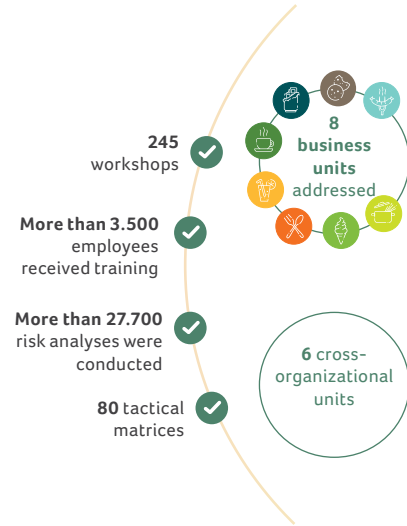 245
workshops
More than 3.500
employees
received training
More than 27.700
risk analyses were
conducted
80 tactical
matrices
8
business
units
addressed
6 cross-
organizational
units